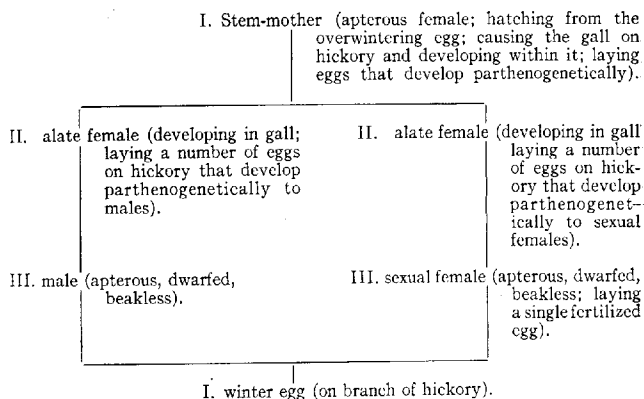 I. Stem-mother (apterous female; hatching from the
overwintering egg; causing the gall on
hickory and developing within it; laying
eggs that develop parthenogenetically).
II. alate female (developing in gall;
laying a number of eggs
on hickory that develop
parthenogenetically to
males).
II. alate female (developing in gall
laying a number
of eggs on hick-
ory that develop
parthenogenet-
ically to sexual
females).
III. male (apterous, dwarfed,
beakless).
III. sexual female (apterous, dwarfed,
beakless; laying
a single fertilized
egg).
I. winter egg (on branch of hickory).